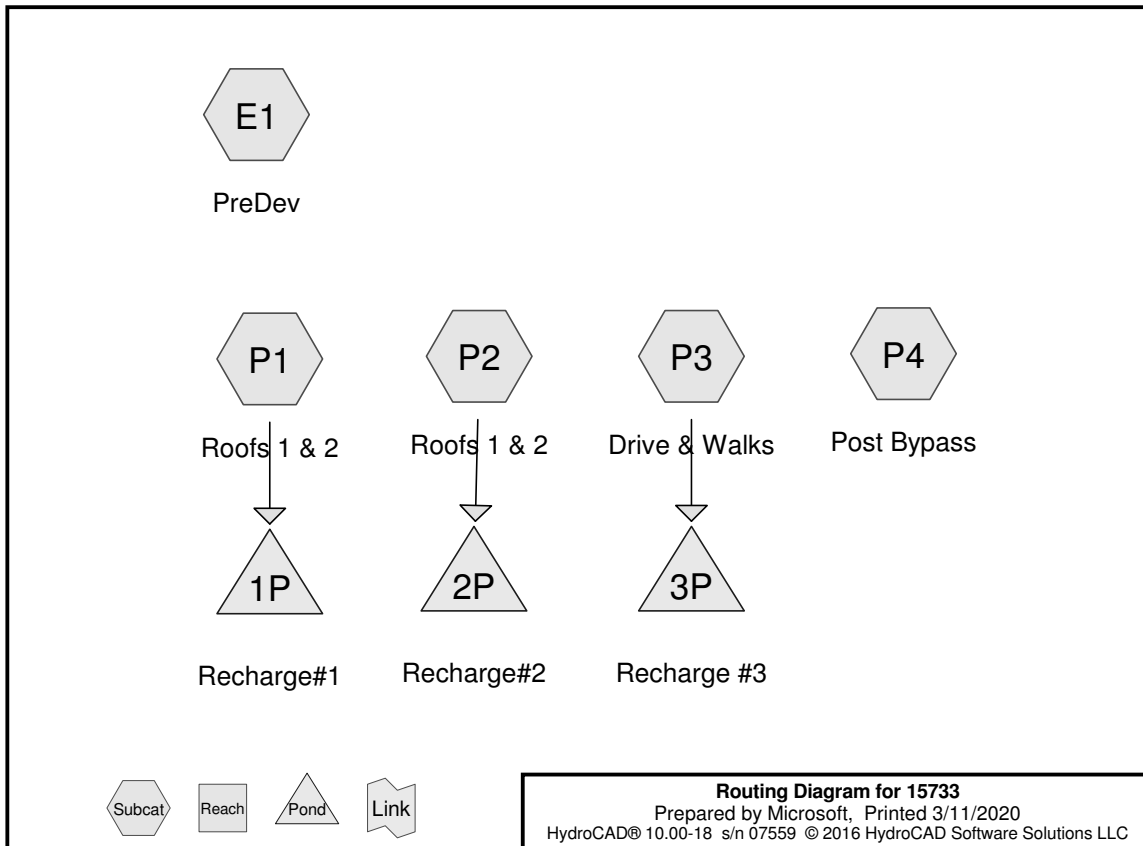 E1
PreDev
P1
P2
P3
P4
Roofs 1 & 2
Roofs 1 & 2
Drive & Walks
Post Bypass
1P
2P
3P
Recharge#1
Recharge#2
Recharge #3
Subcat
Reach
Pond
Link
Routing Diagram for 15733
Prepared by Microsoft, Printed 3/11/2020
HydroCAD® 10.00-18 s/n 07559 © 2016 HydroCAD Software Solutions LLC